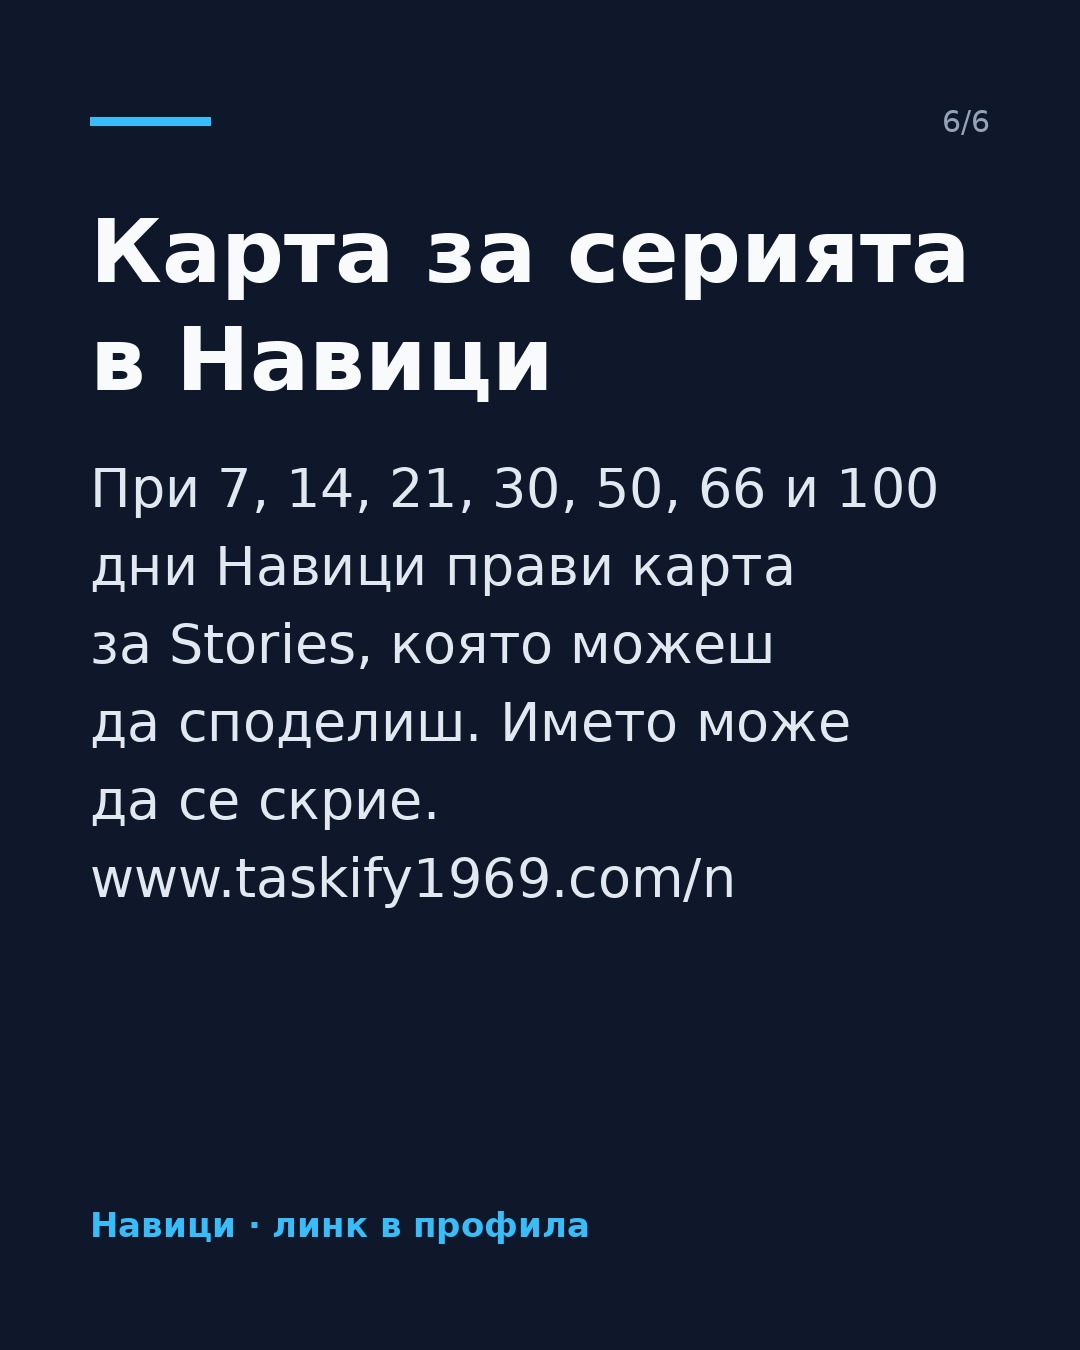 6/6
Карта за серията
в Навици
При 7, 14, 21, 30, 50, 66 и 100
дни Навици прави карта
за Stories, която можеш
да споделиш. Името може
да се скрие.
www.taskify1969.com/n
Навици · линк в профила